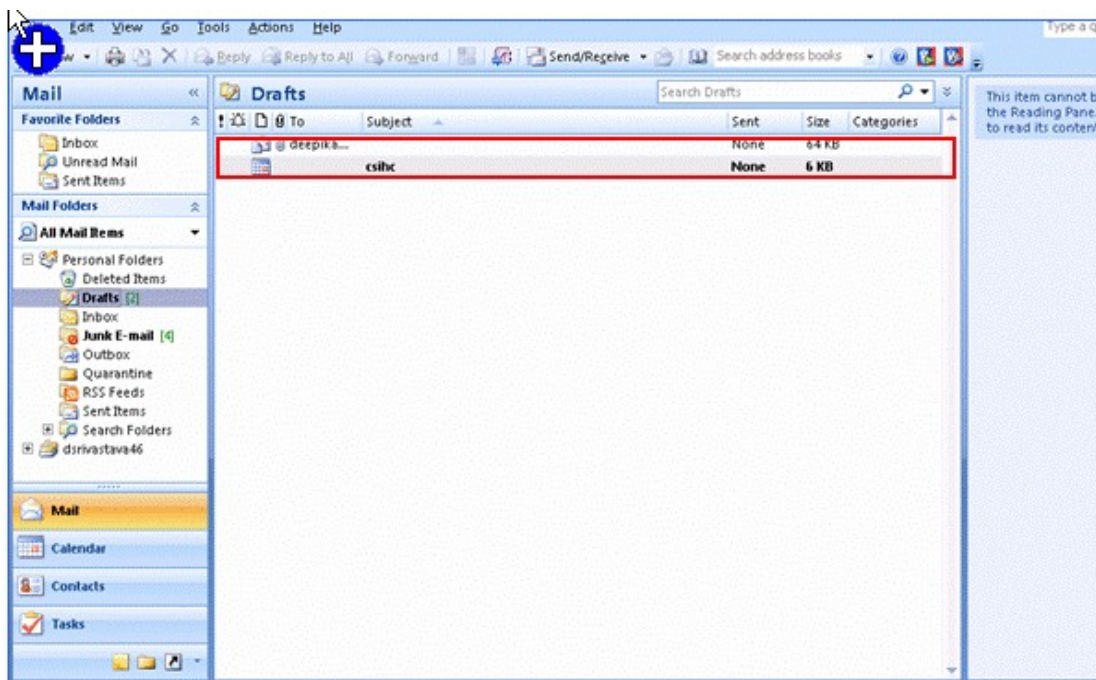 Edit View Go Tools Actions Help
Type a q
Reply Reply to All Forward Send/Receive Search address books
Mail «
Drafts
Search Drafts
Favorite Folders
! To Subject Sent Size Categories
Inbox
Unread Mail
Sent Items
deepika... None 64 KB
csihc None 6 KB
This item cannot b
the Reading Pane.
to read its content
Mail Folders
All Mail Items
Personal Folders
Deleted Items
Drafts [2]
Inbox
Junk E-mail [4]
Outbox
Quarantine
RSS Feeds
Sent Items
Search Folders
dsrivastava46
Mail
Calendar
Contacts
Tasks